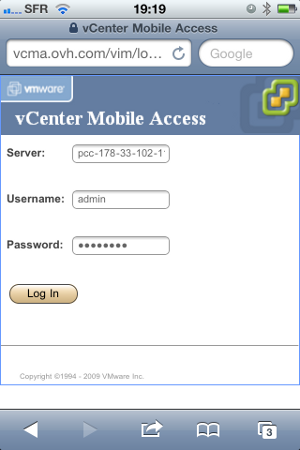 SFR 19:19
vCenter Mobile Access
vcma.ovh.com/vim/lo... Google
vmware
vCenter Mobile Access
Server: pcc-178-33-102-1
Username: admin
Password: ••••••••
Log In
Copyright ©1994 - 2009 VMware Inc.
3